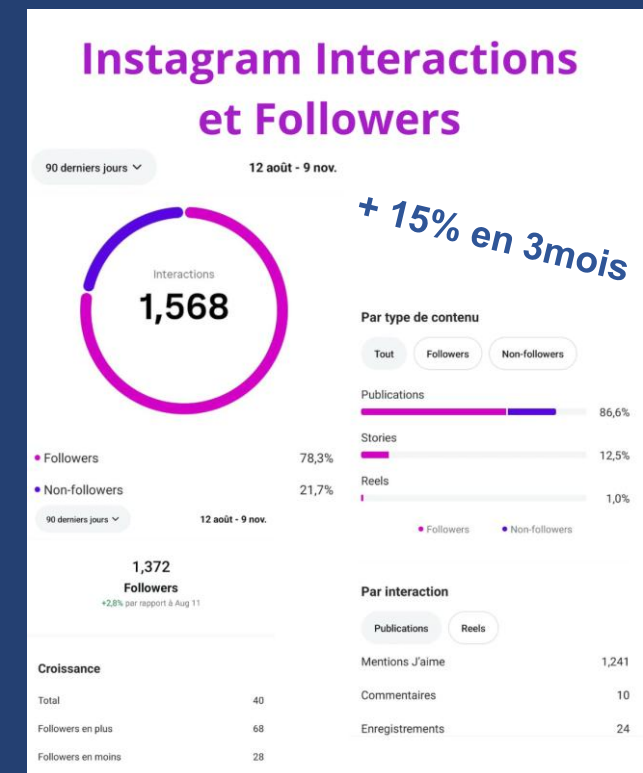 Instagram Interactions
et Followers
90 derniers jours
12 août - 9 nov.
+ 15% en 3mois
Interactions
1,568
Followers 78,3%
Non-followers 21,7%
90 derniers jours
12 août - 9 nov.
1,372
Followers
+2,8% par rapport à Aug 11
Croissance
Total 40
Followers en plus 68
Followers en moins 28
Par type de contenu
Tout Followers Non-followers
Publications
86,6%
Stories
12,5%
Reels
1,0%
Followers Non-followers
Par interaction
Publications Reels
Mentions J'aime 1,241
Commentaires 10
Enregistrements 24